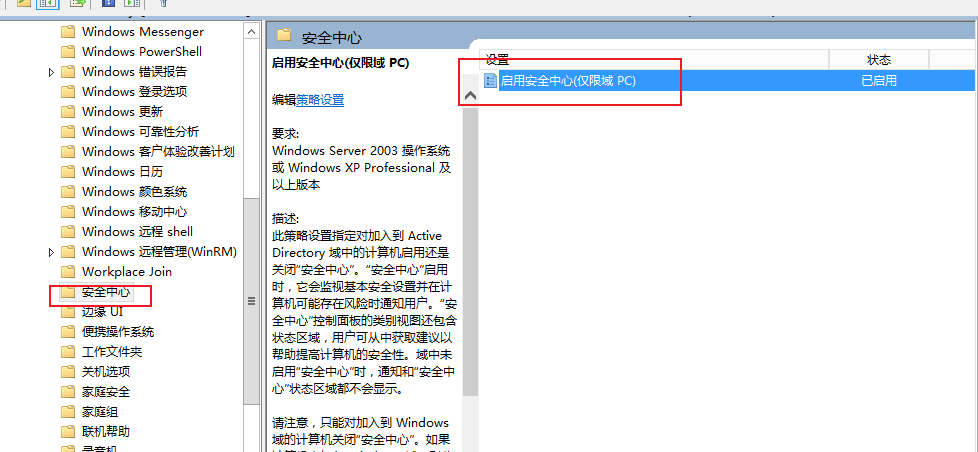 Windows Messenger
Windows PowerShell
Windows 错误报告
Windows 登录选项
Windows 更新
Windows 可靠性分析
Windows 客户体验改善计划
Windows 日历
Windows 颜色系统
Windows 移动中心
Windows 远程 shell
Windows 远程管理(WinRM)
Workplace Join
安全中心
边缘 UI
便携操作系统
工作文件夹
关机选项
家庭安全
家庭组
联机帮助
录音机
安全中心
启用安全中心(仅限域 PC)
编辑策略设置
要求:
Windows Server 2003 操作系统
或 Windows XP Professional 及
以上版本
描述:
此策略设置指定对加入到 Active
Directory 域中的计算机启用还是
关闭“安全中心”。“安全中心”启用
时，它会监视基本安全设置并在计
算机可能存在风险时通知用户。“安
全中心”控制面板的类别视图还包含
状态区域，用户可从中获取建议以
帮助提高计算机的安全性。域中未
启用“安全中心”时，通知和“安全中
心”状态区域都不会显示。
请注意，只能对加入到 Windows
域的计算机关闭“安全中心”。如果
设置
状态
启用安全中心(仅限域 PC)
已启用